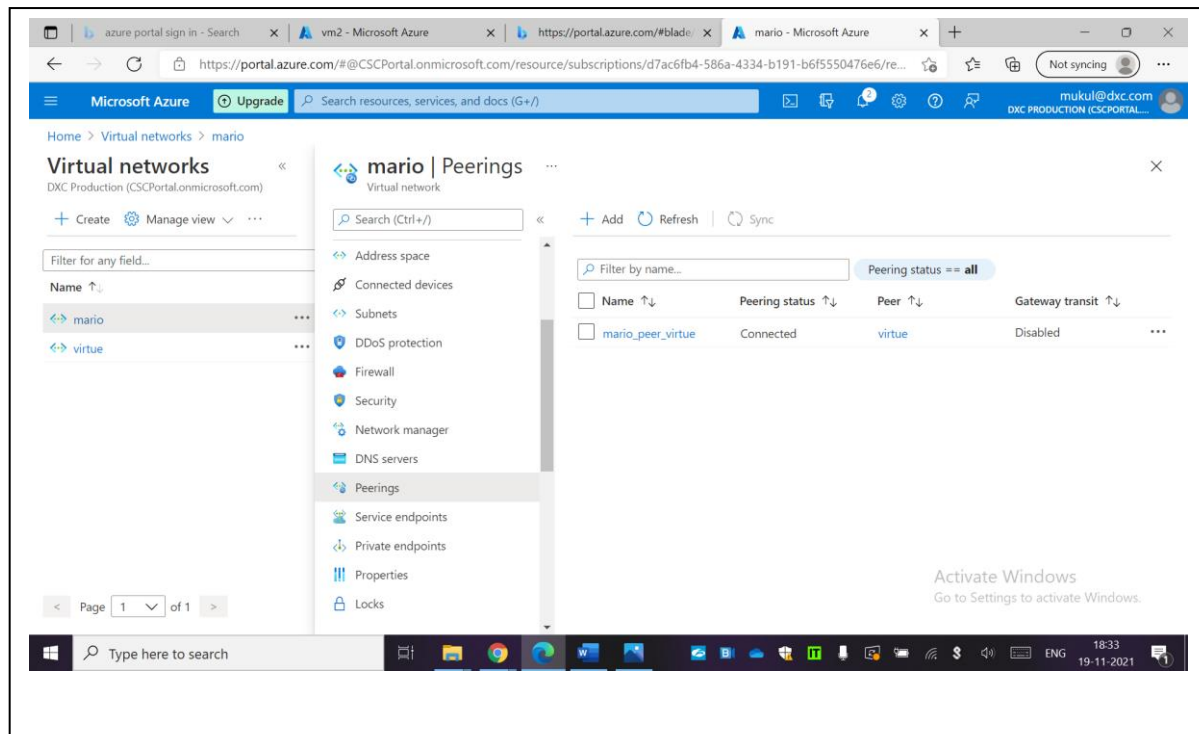 azure portal sign in - Search
vm2 - Microsoft Azure
https://portal.azure.com/#blade/
mario - Microsoft Azure
https://portal.azure.com/#@CSCPortal.onmicrosoft.com/resource/subscriptions/d7ac6fb4-586a-4334-b191-b6f5550476e6/re...
Not syncing
Microsoft Azure
Upgrade
Search resources, services, and docs (G+/)
mukul@dxc.com
DXC PRODUCTION (CSCPORTAL....
Home > Virtual networks > mario
Virtual networks
DXC Production (CSCPortal.onmicrosoft.com)
+ Create Manage view ...
Filter for any field...
Name ↑↓
mario ...
virtue ...
< Page 1 of 1 >
mario | Peerings ...
Virtual network
Search (Ctrl+/)
Address space
Connected devices
Subnets
DDoS protection
Firewall
Security
Network manager
DNS servers
Peerings
Service endpoints
Private endpoints
Properties
Locks
+ Add Refresh Sync
Filter by name...
Peering status == all
Name ↑↓ Peering status ↑↓ Peer ↑↓ Gateway transit ↑↓
mario_peer_virtue Connected virtue Disabled ...
Activate Windows
Go to Settings to activate Windows.
Type here to search
ENG
18:33
19-11-2021